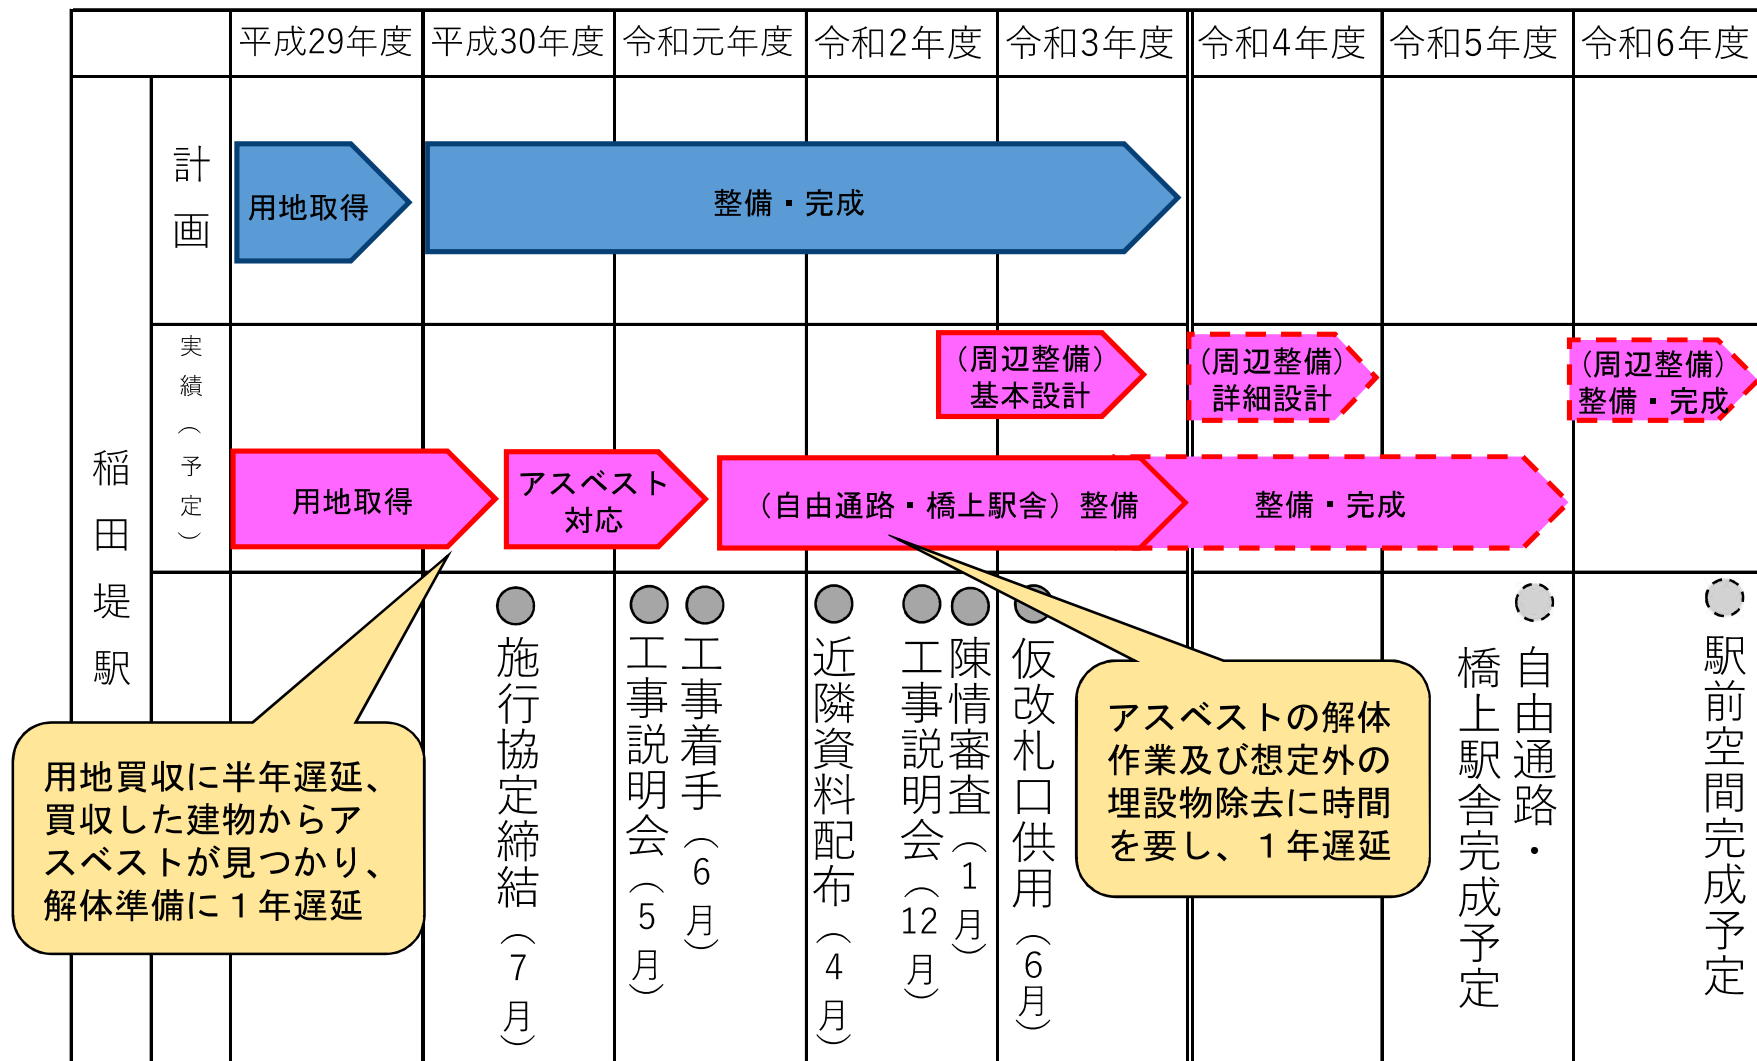 平成29年度
平成30年度
令和元年度
令和2年度
令和3年度
令和4年度
令和5年度
令和6年度
稲田堤駅
計画
用地取得
整備・完成
実績（予定）
（周辺整備）
基本設計
（周辺整備）
詳細設計
（周辺整備）
整備・完成
用地取得
アスベスト
対応
（自由通路・橋上駅舎）整備
整備・完成
施行協定締結（7月）
工事説明会（5月）
工事着手（6月）
近隣資料配布（4月）
工事説明会（12月）
陳情審査（1月）
仮改札口供用（6月）
自由通路・
橋上駅舎完成予定
駅前空間完成予定
用地買収に半年遅延、
買収した建物からア
スベストが見つかり、
解体準備に１年遅延
アスベストの解体
作業及び想定外の
埋設物除去に時間
を要し、１年遅延